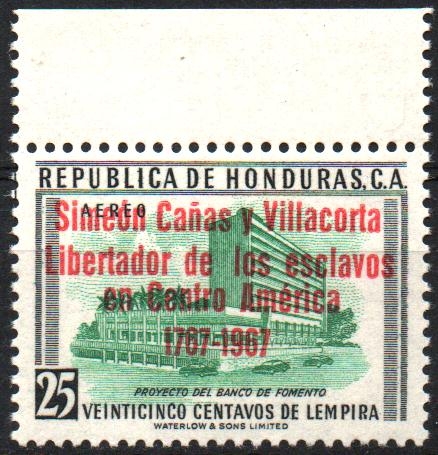 REPUBLICA DE HONDURAS, C.A.
AEREO
Simeón Cañas y Villacorta
Libertador de los esclavos
en Centro América
1767-1967
PROYECTO DEL BANCO DE FOMENTO
25 VEINTICINCO CENTAVOS DE LEMPIRA
WATERLOW & SONS LIMITED